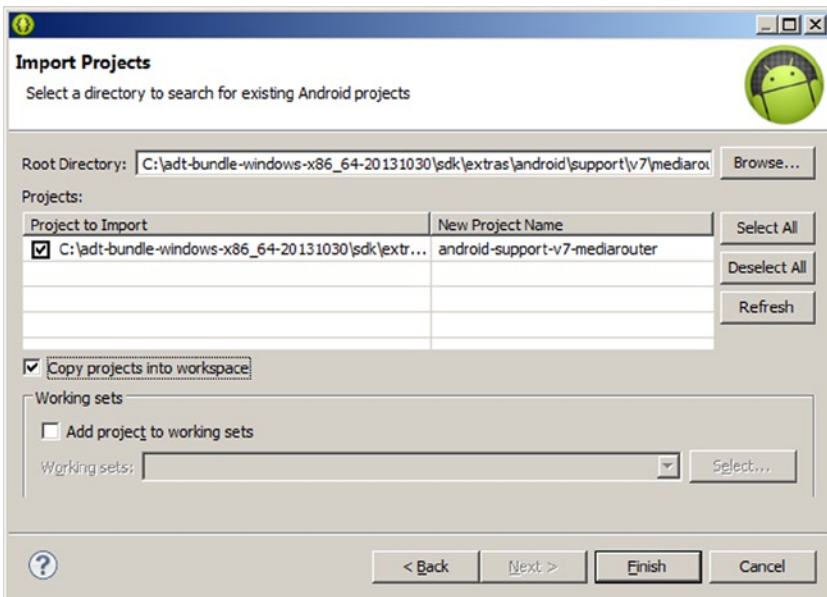 Import Projects
Select a directory to search for existing Android projects
Root Directory: C:\adt-bundle-windows-x86_64-20131030\sdk\extras\android\support\v7\mediarou Browse...
Projects:
Project to Import New Project Name Select All
C:\adt-bundle-windows-x86_64-20131030\sdk\extr... android-support-v7-mediarouter
Deselect All
Refresh
Copy projects into workspace
Working sets
Add project to working sets
Working sets: Select...
? < Back Next > Finish Cancel